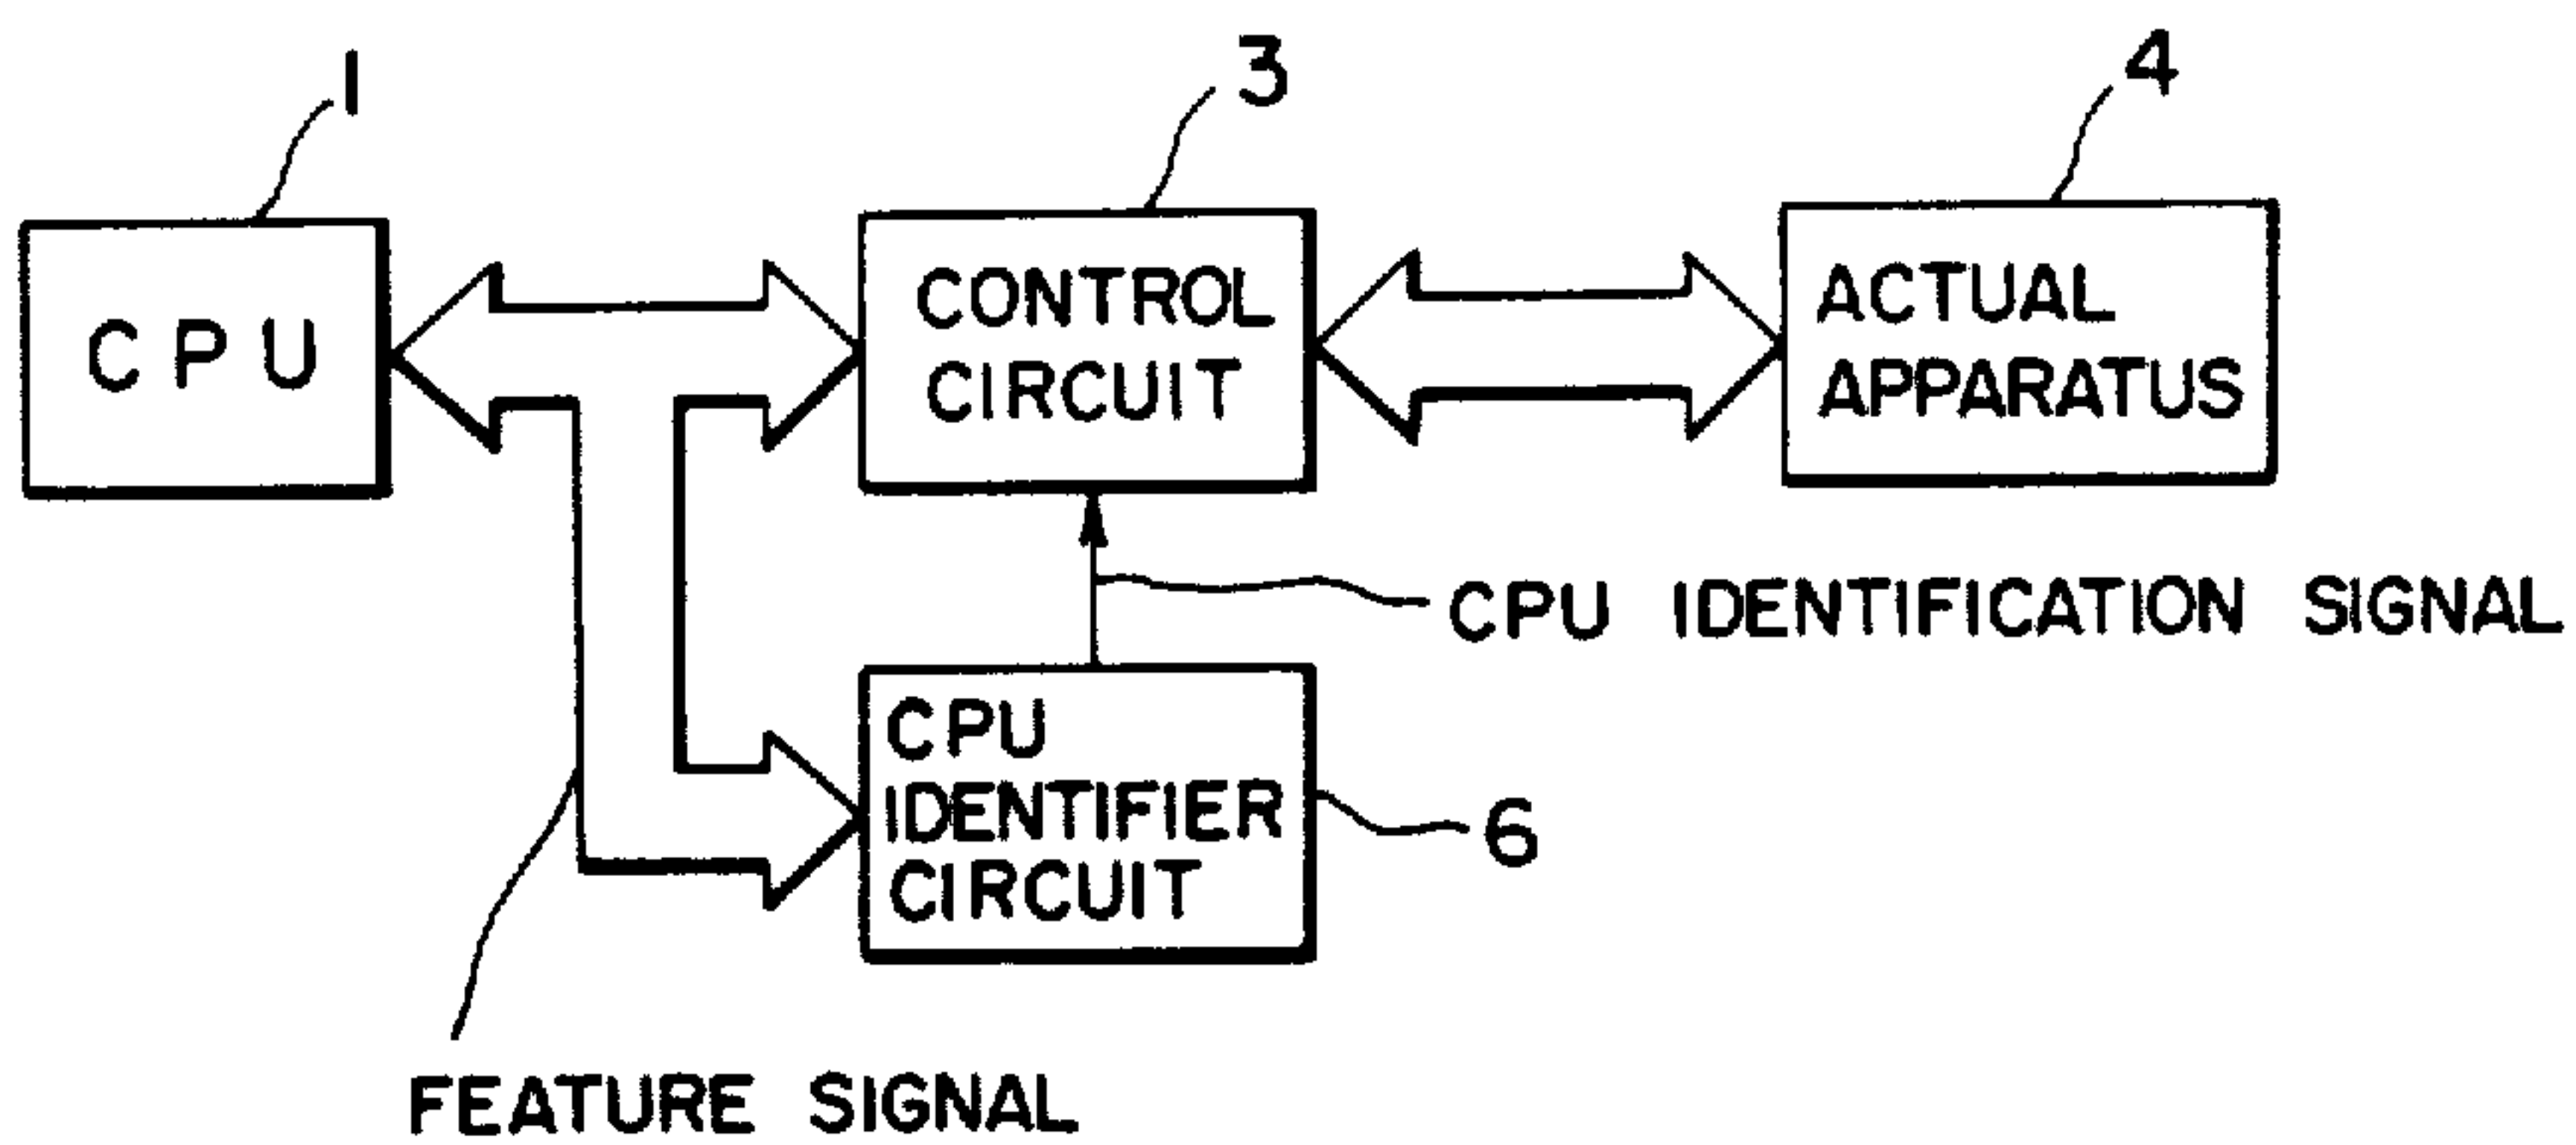 1
3
4
CPU
CONTROL
CIRCUIT
ACTUAL
APPARATUS
CPU IDENTIFICATION SIGNAL
CPU
IDENTIFIER
CIRCUIT
6
FEATURE SIGNAL